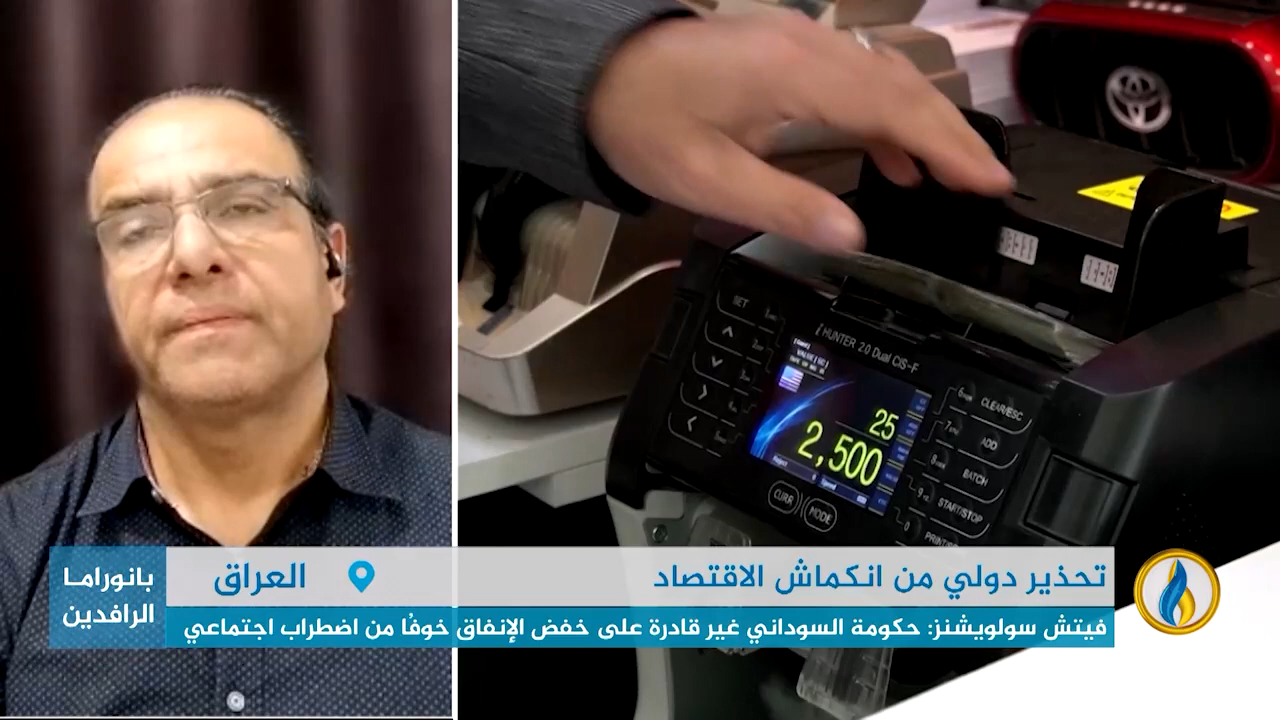 SET
HUNTER 2.0 Dual CIS-F
25
2,500
CLEAR/ESC
ADD
BATCH
START/STOP
CURR
MODE
تحذير دولي من انكماش الاقتصاد
العراق
فيتش سولويشنز: حكومة السوداني غير قادرة على خفض الإنفاق خوفًا من اضطراب اجتماعي
بانوراما
الرافدين